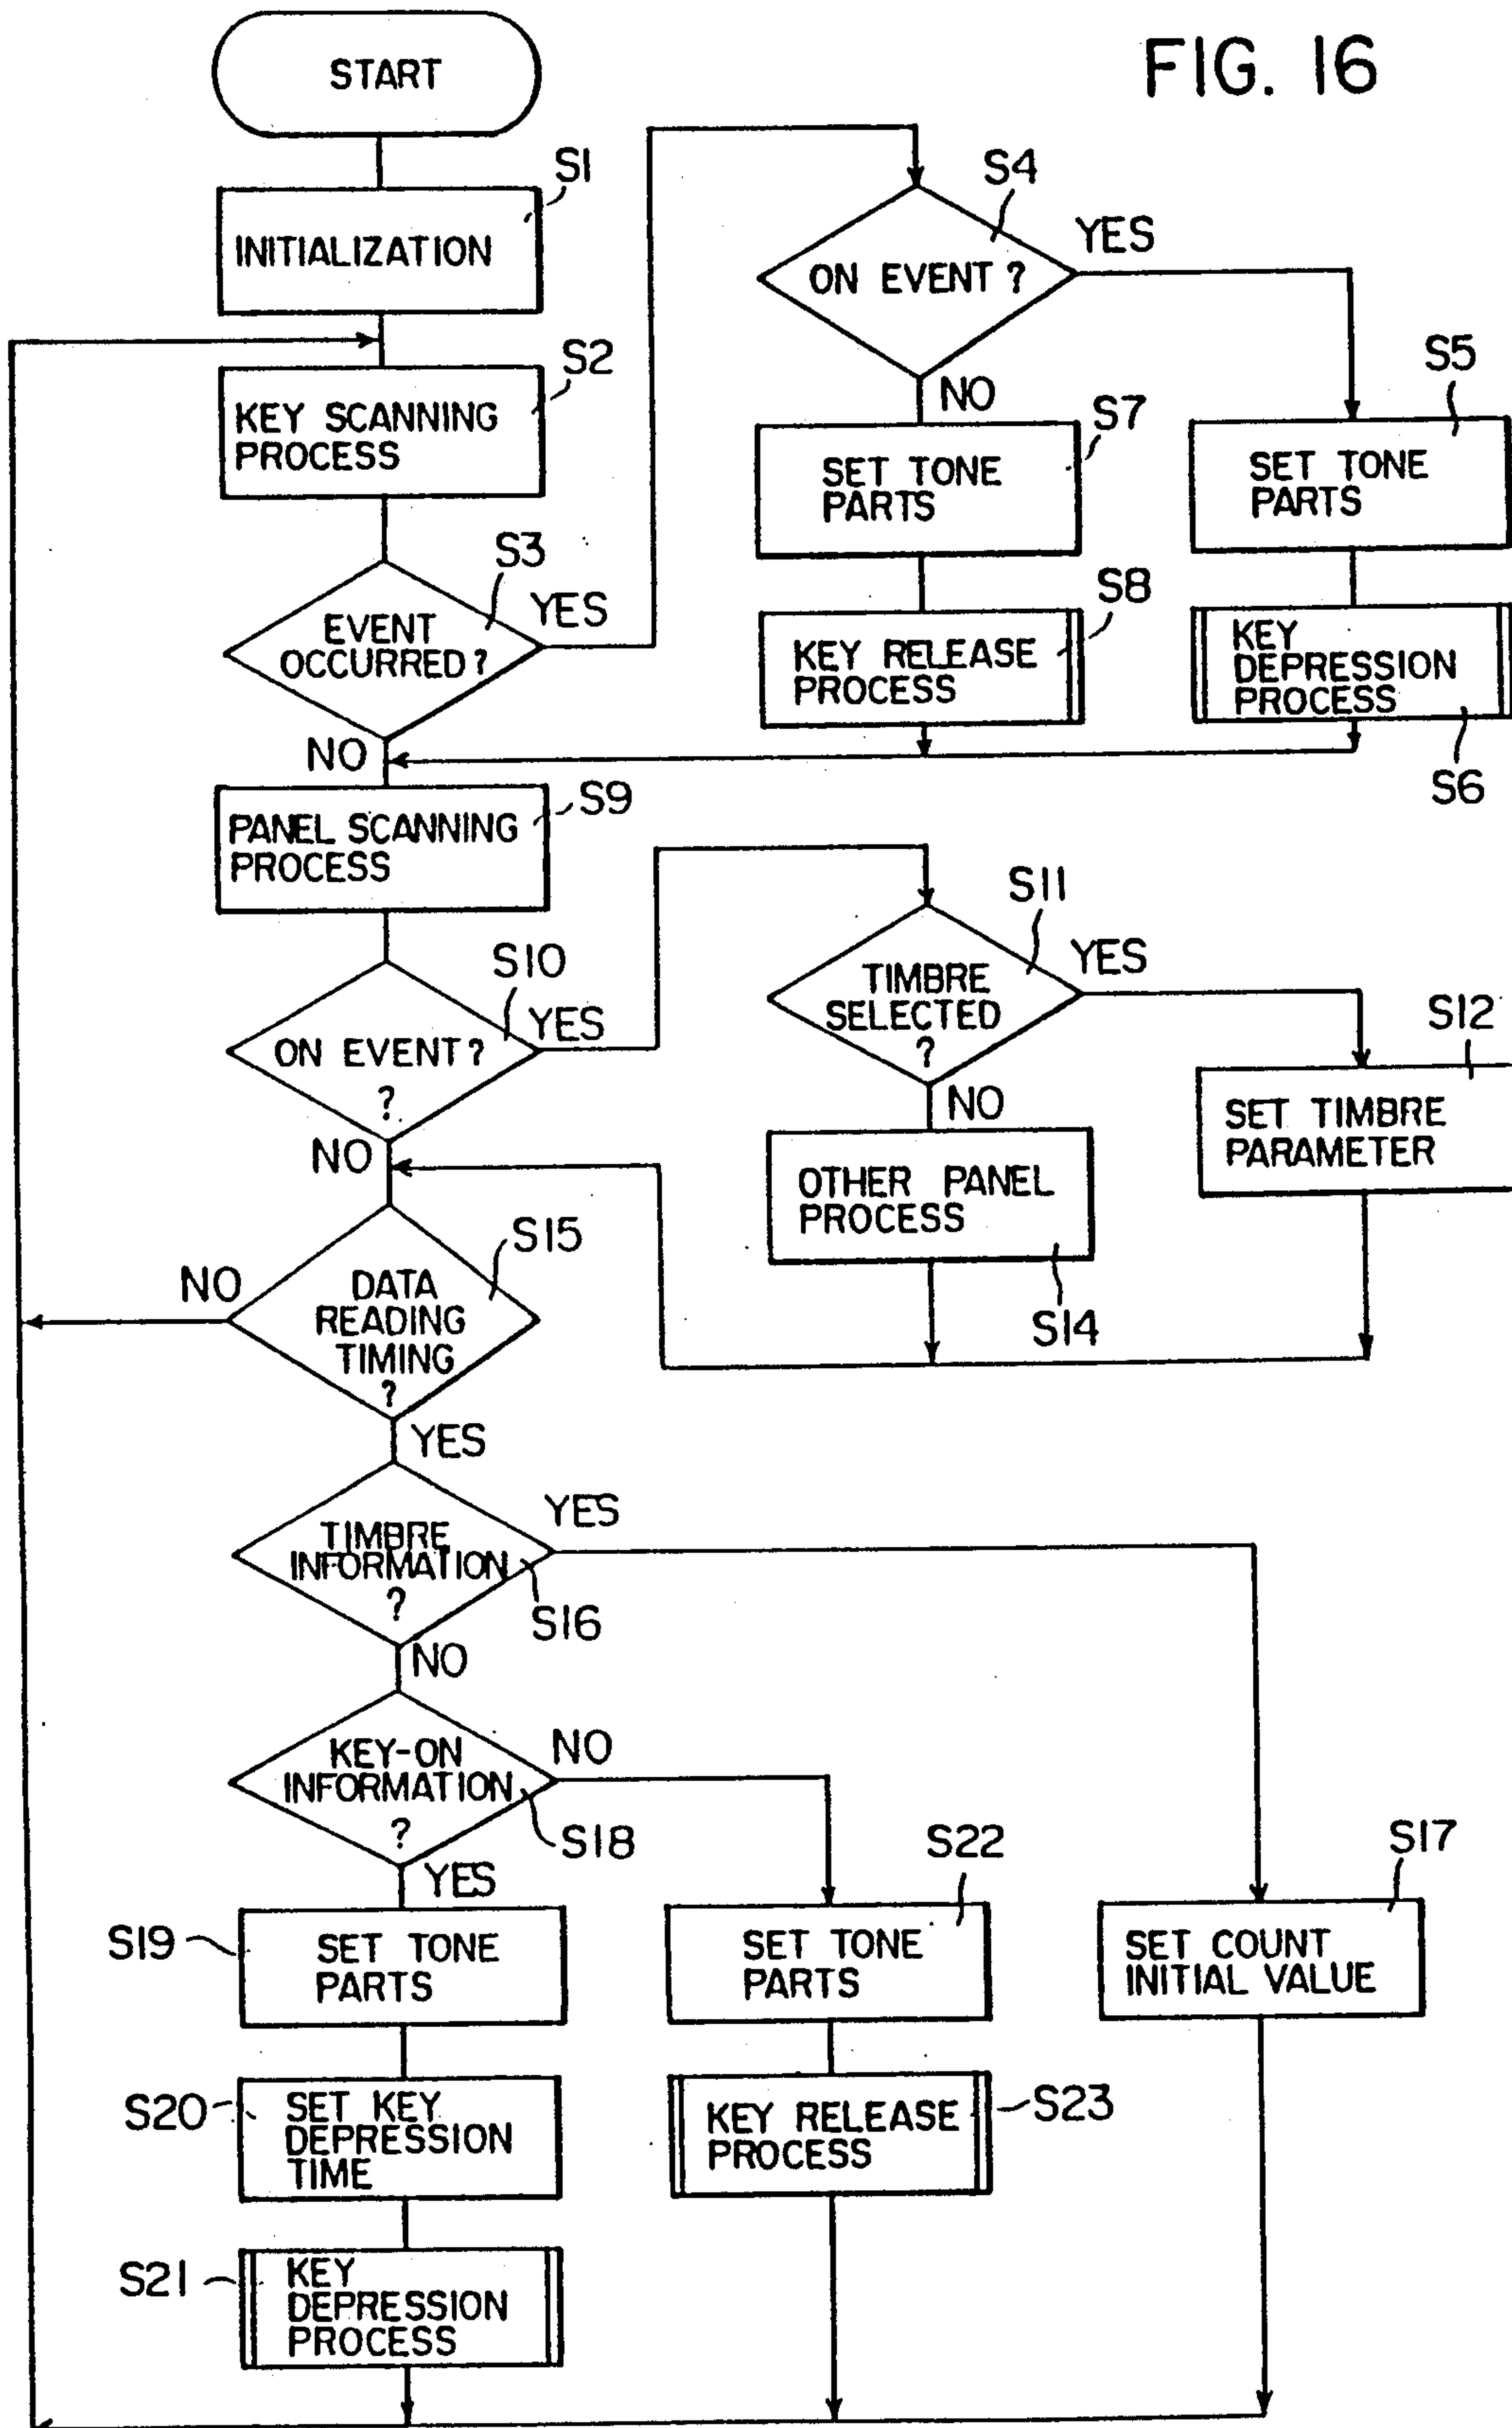 FIG. 16
START
S1
INITIALIZATION
S2
KEY SCANNING
PROCESS
S3
EVENT
OCCURRED?
YES
NO
S4
ON EVENT?
YES
NO
S5
SET TONE
PARTS
S7
SET TONE
PARTS
S8
KEY RELEASE
PROCESS
KEY
DEPRESSION
PROCESS
S6
S9
PANEL SCANNING
PROCESS
S10
ON EVENT?
?
YES
NO
S11
TIMBRE
SELECTED
?
YES
NO
S12
SET TIMBRE
PARAMETER
OTHER PANEL
PROCESS
S14
S15
DATA
READING
TIMING
?
NO
YES
TIMBRE
INFORMATION
?
S16
YES
NO
KEY-ON
INFORMATION
?
S18
NO
YES
S17
SET COUNT
INITIAL VALUE
S22
SET TONE
PARTS
S19
SET TONE
PARTS
S20
SET KEY
DEPRESSION
TIME
S23
KEY RELEASE
PROCESS
S21
KEY
DEPRESSION
PROCESS